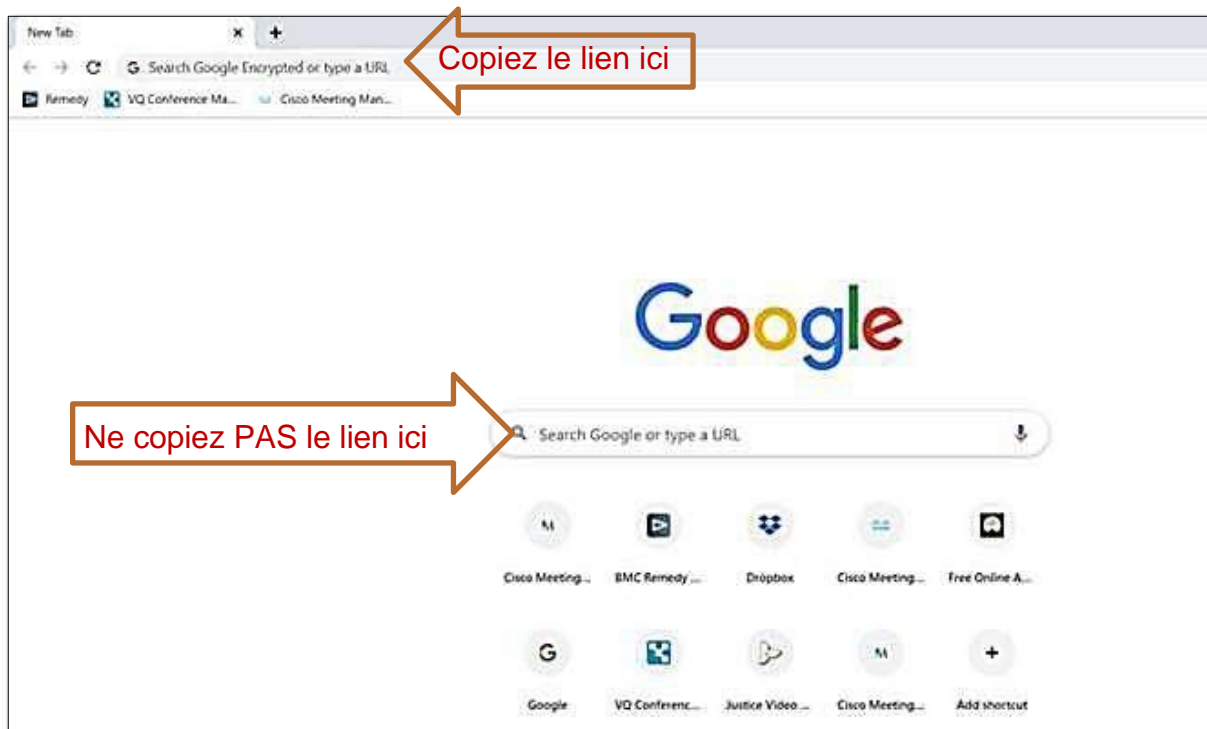 New Tab
Copiez le lien ici
Search Google Encrypted or type a URL
Remedy VQ Conference Ma... Cisco Meeting Man...
Google
Ne copiez PAS le lien ici
Search Google or type a URL
M
Cisco Meeting... BMC Remedy ... Dropbox Cisco Meeting... Free Online A...
G M
Google VQ Conferenc... Justice Video ... Cisco Meeting... Add shortcut